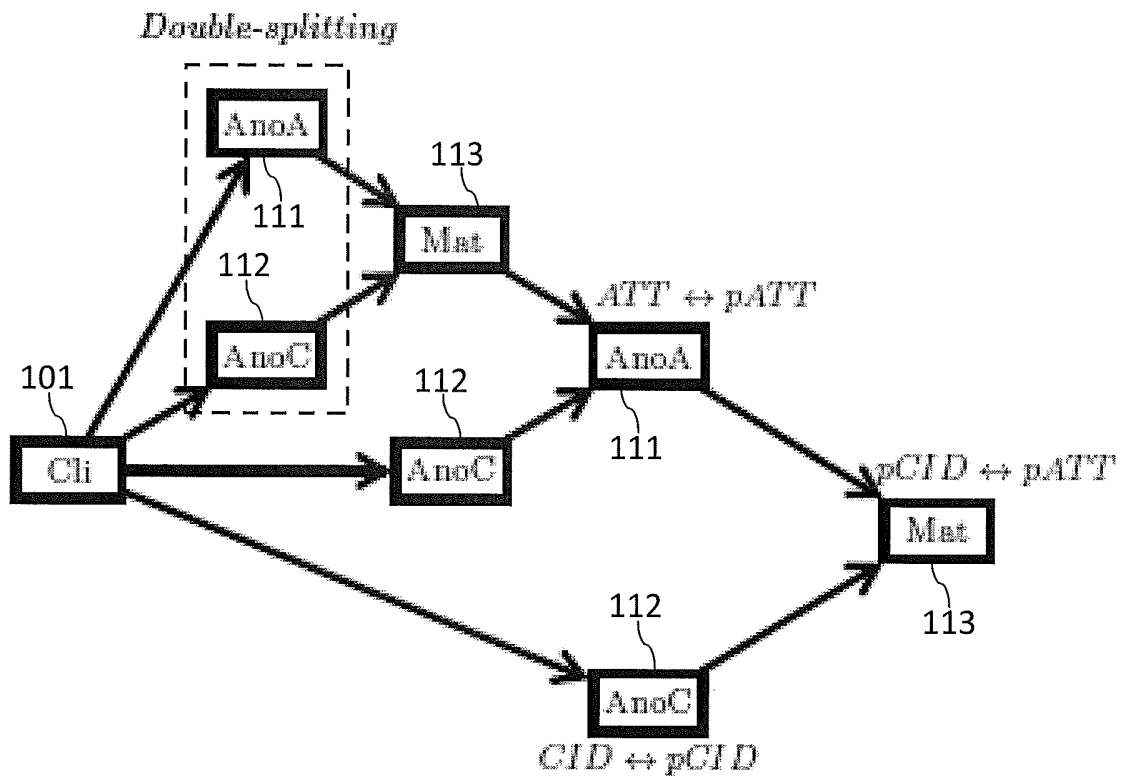 Double-splitting
AnoA
113
111
Mat
112
ATT ↔ pATT
AnoC
AnoA
101
112
111
Cli
AnoC
pCID ↔ pATT
Mat
112
113
AnoC
CID ↔ pCID